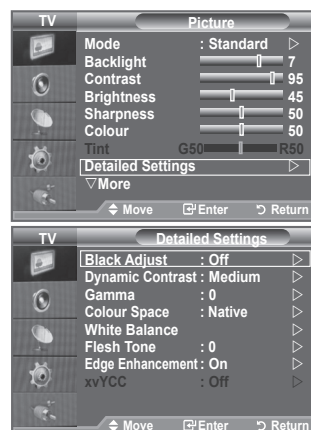 TV Picture
Mode : Standard ▷
Backlight 7
Contrast 95
Brightness 45
Sharpness 50
Colour 50
Tint G50 R50
Detailed Settings ▷
▽More
Move Enter Return
TV Detailed Settings
Black Adjust : Off ▷
Dynamic Contrast : Medium ▷
Gamma : 0 ▷
Colour Space : Native ▷
White Balance ▷
Flesh Tone : 0 ▷
Edge Enhancement : On ▷
xvYCC : Off ▷
Move Enter Return